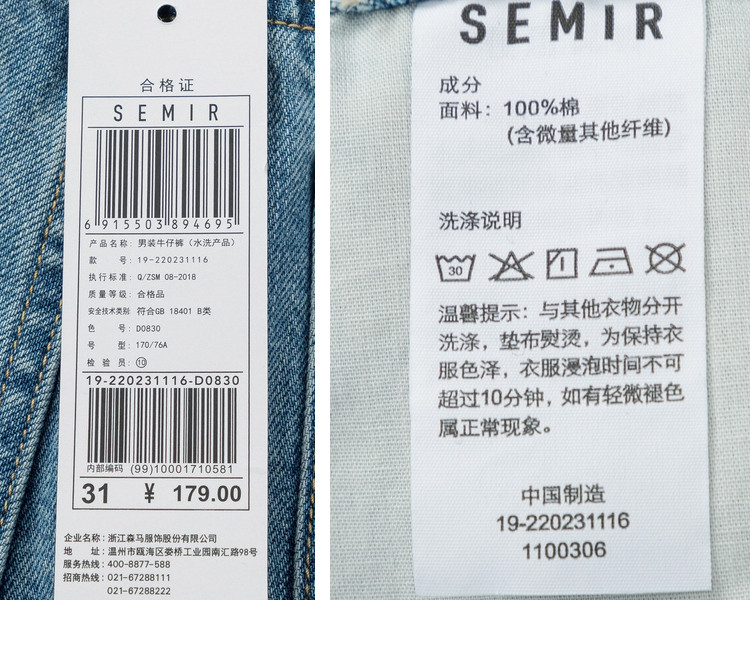 合格证
SEMIR
6 915503 894695
产品名称: 男装牛仔裤 (水洗产品)
款 号: 19-220231116
执行标准: Q/ZSM 08-2018
质量等级: 合格品
安全技术类别 符合GB 18401 B类
色 号: D0830
号 型: 170/76A
检 验 员: ⑩
19-220231116-D0830
内部编码 (99)10001710581
31 ¥ 179.00
企业名称: 浙江森马服饰股份有限公司
地 址: 温州市瓯海区娄桥工业园南汇路98号
服务热线: 400-8877-588
招商热线: 021-67288111
021-67288222
SEMIR
成分
面料: 100%棉
(含微量其他纤维)
洗涤说明
30
温馨提示: 与其他衣物分开
洗涤, 垫布熨烫, 为保持衣
服色泽, 衣服浸泡时间不可
超过10分钟, 如有轻微褪色
属正常现象。
中国制造
19-220231116
1100306